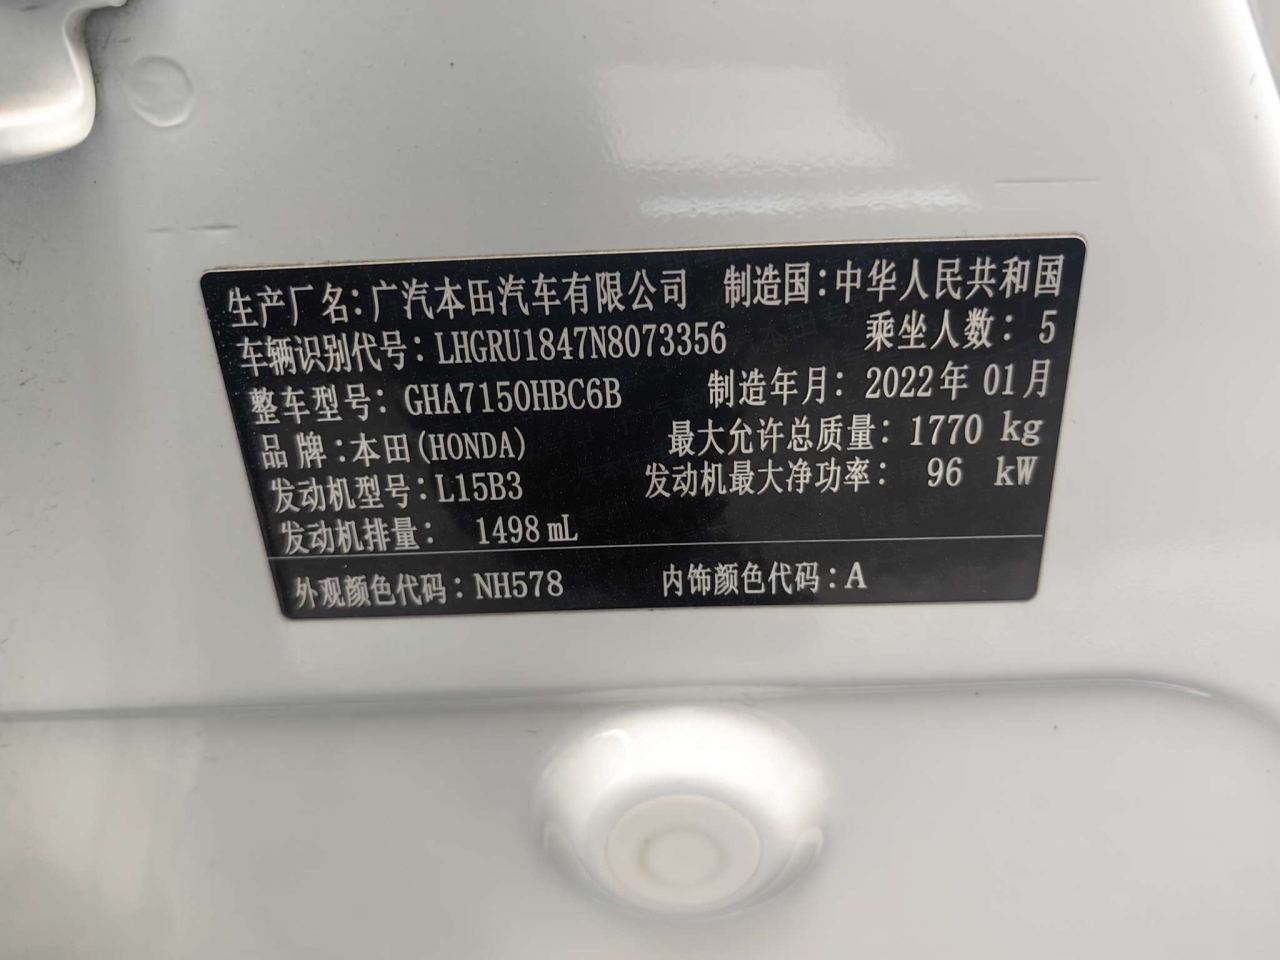 生产厂名:广汽本田汽车有限公司 制造国:中华人民共和国
车辆识别代号:LHGRU1847N8073356 乘坐人数:5
整车型号:GHA7150HBC6B 制造年月:2022年01月
品牌:本田(HONDA) 最大允许总质量:1770 kg
发动机型号:L15B3 发动机最大净功率:96 kW
发动机排量:1498mL
外观颜色代码:NH578 内饰颜色代码:A